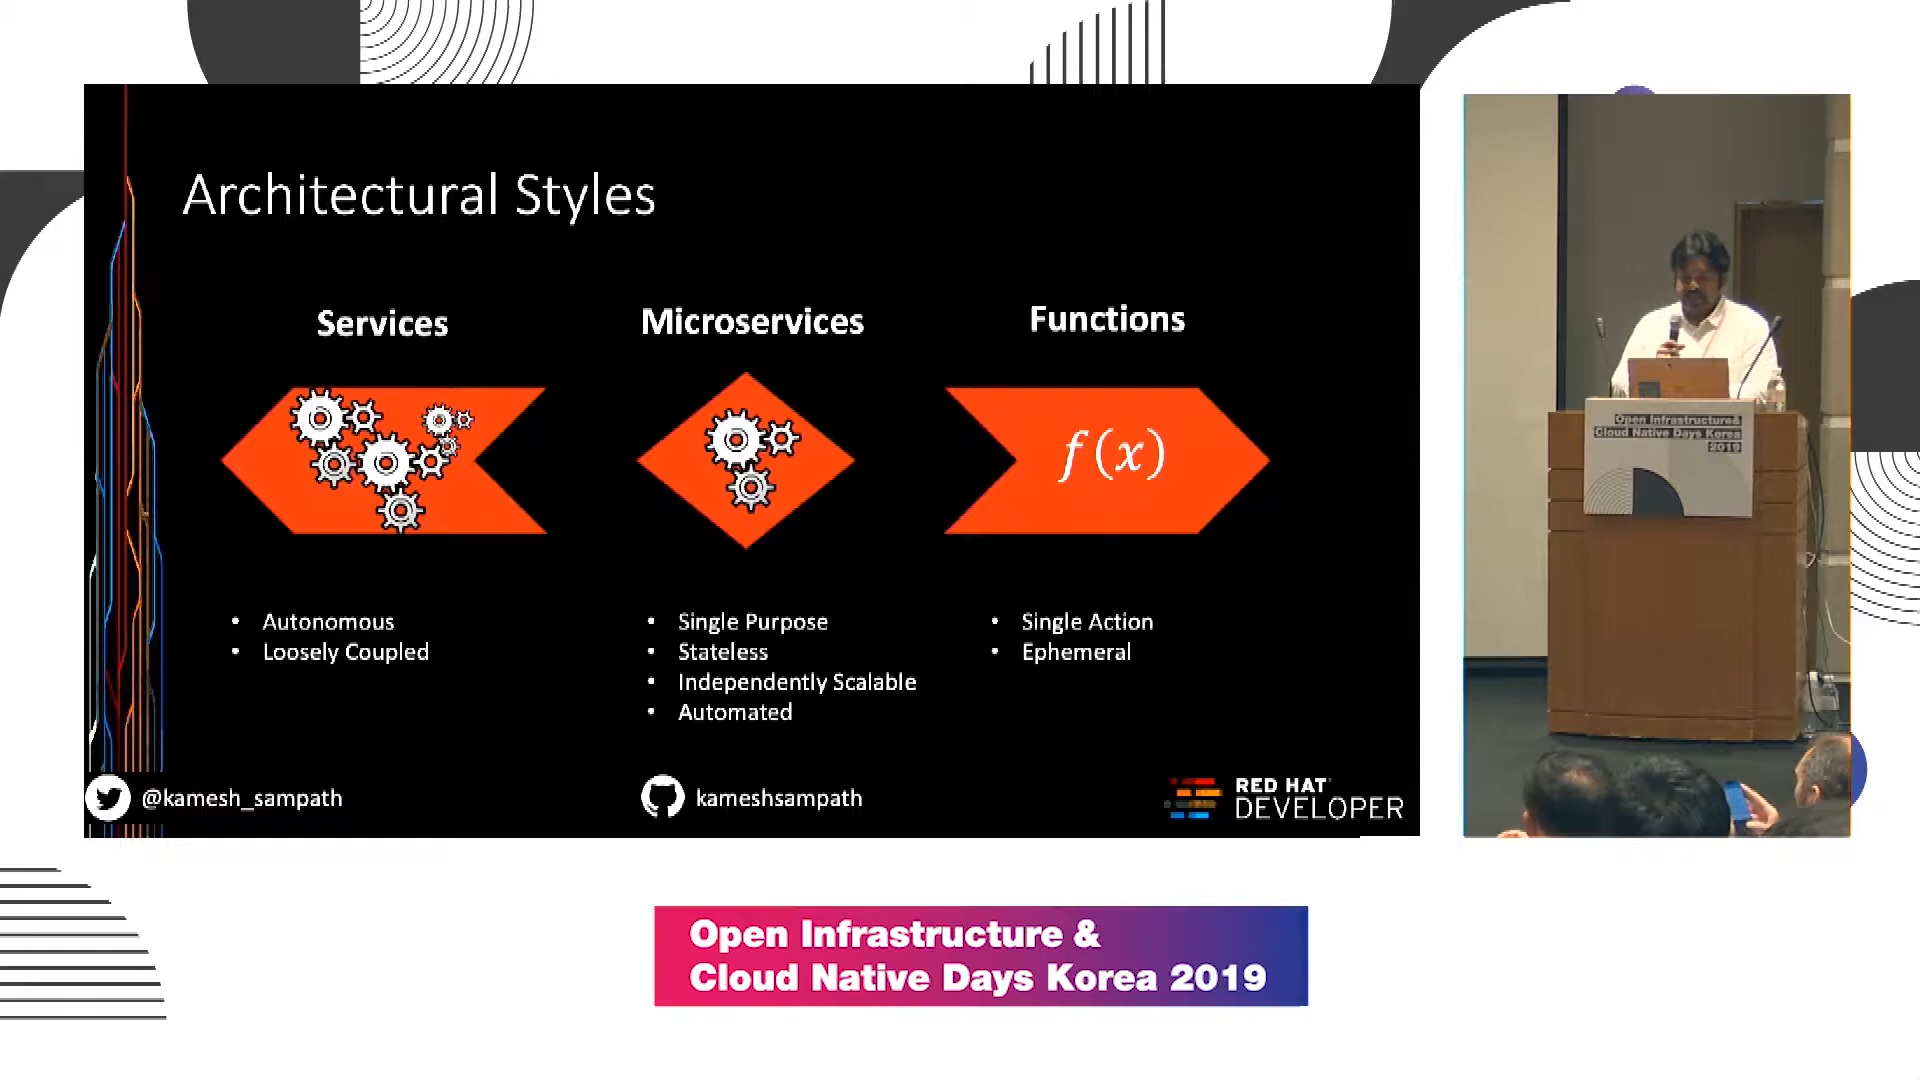 Architectural Styles
Services
Microservices
Functions
f(x)
• Autonomous
• Loosely Coupled
• Single Purpose
• Stateless
• Independently Scalable
• Automated
• Single Action
• Ephemeral
@kamesh_sampath
kameshsampath
RED HAT
DEVELOPER
Open Infrastructure&
Cloud Native Days Korea
2019
Open Infrastructure &
Cloud Native Days Korea 2019